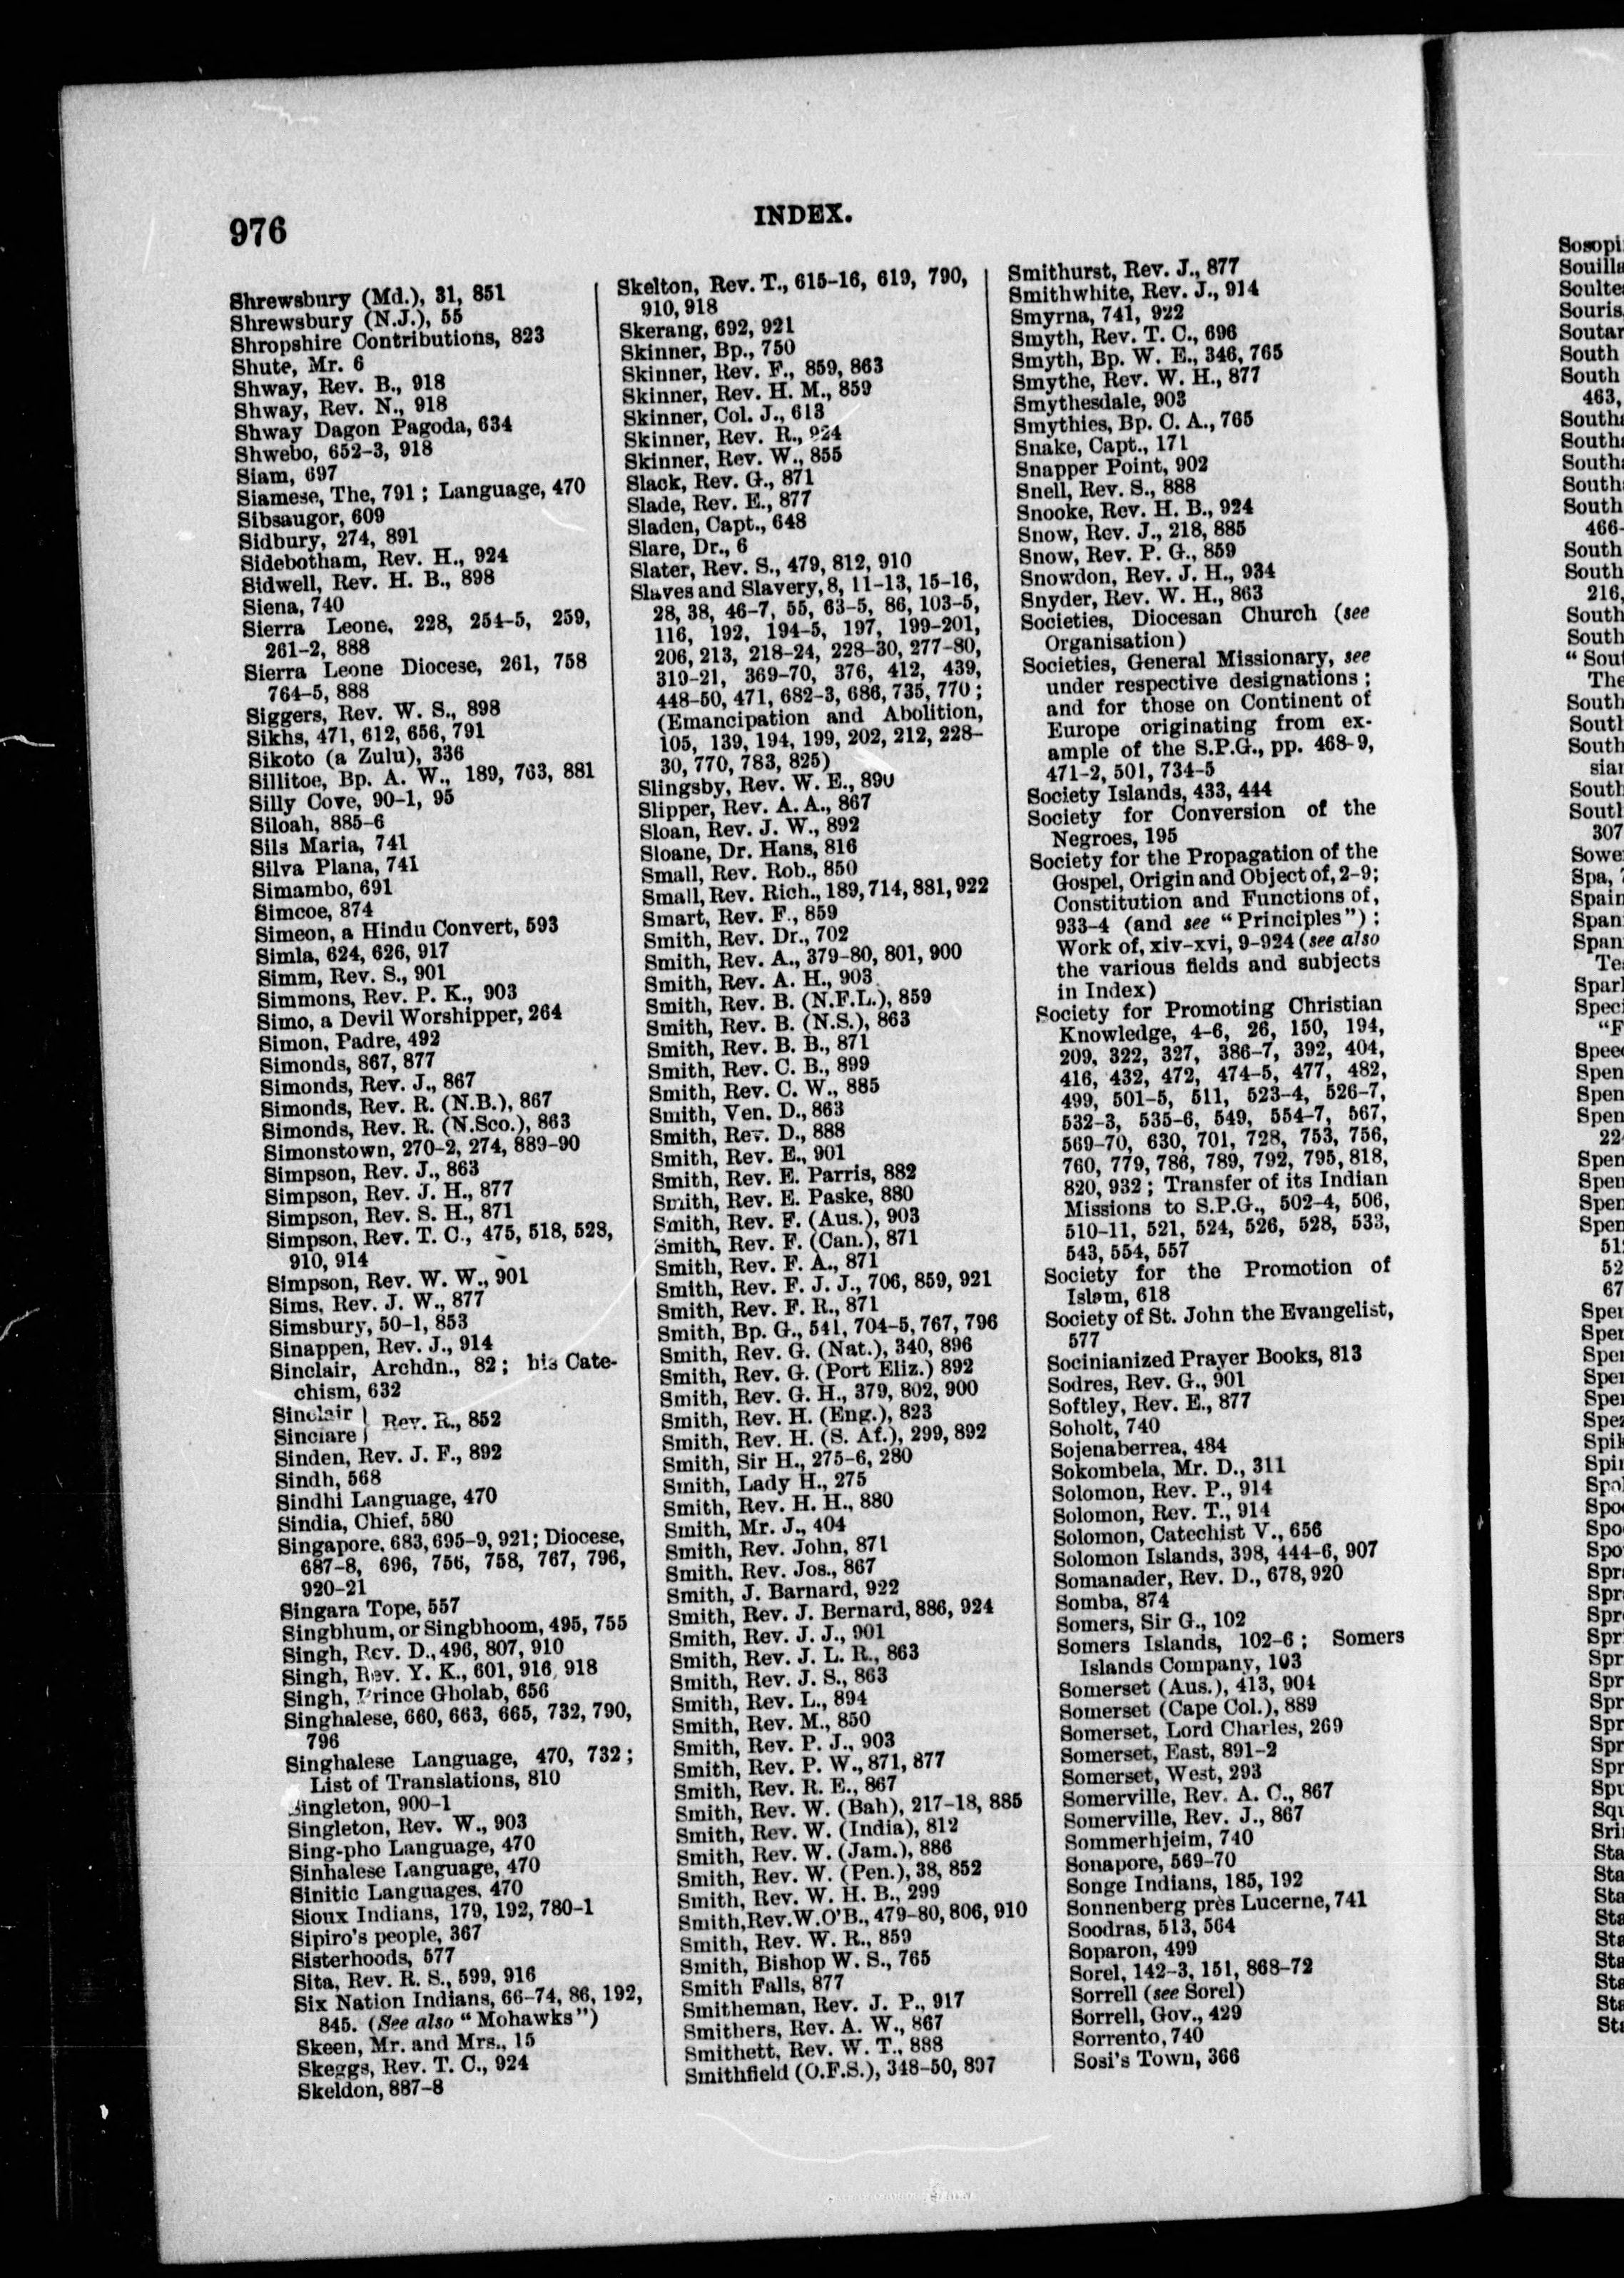 976
INDEX.
Shrewsbury (Md.), 31, 851
Shrewsbury (N.J.), 55
Shropshire Contributions, 823
Shute, Mr. 6
Shway, Rev. B., 918
Shway, Rev. N., 918
Shway Dagon Pagoda, 634
Shwebo, 652-3, 918
Siam, 697
Siamese, The, 791; Language, 470
Sibsaugor, 609
Sidbury, 274, 891
Sidebotham, Rev. H., 924
Sidwell, Rev. H. B., 898
Siena, 740
Sierra Leone, 228, 254-5, 259,
261-2, 888
Sierra Leone Diocese, 261, 758
764-5, 888
Siggers, Rev. W. S., 898
Sikhs, 471, 612, 656, 791
Sikoto (a Zulu), 336
Sillitoe, Bp. A. W., 189, 763, 881
Silly Cove, 90-1, 95
Siloah, 885-6
Sils Maria, 741
Silva Plana, 741
Simambo, 691
Simcoe, 874
Simeon, a Hindu Convert, 593
Simla, 624, 626, 917
Simm, Rev. S., 901
Simmons, Rev. P. K., 903
Simo, a Devil Worshipper, 264
Simon, Padre, 492
Simonds, 867, 877
Simonds, Rev. J., 867
Simonds, Rev. R. (N.B.), 867
Simonds, Rev. R. (N.Sco.), 863
Simonstown, 270-2, 274, 889-90
Simpson, Rev. J., 863
Simpson, Rev. J. H., 877
Simpson, Rev. S. H., 871
Simpson, Rev. T. C., 475, 518, 528,
910, 914
Simpson, Rev. W. W., 901
Sims, Rev. J. W., 877
Simsbury, 50-1, 853
Sinappen, Rev. J., 914
Sinclair, Archdn., 82; his Cate-
chism, 632
Sinclair }
Sinclare } Rev. R., 852
Sinden, Rev. J. F., 892
Sindh, 568
Sindhi Language, 470
Sindia, Chief, 580
Singapore, 683, 695-9, 921; Diocese,
687-8, 696, 756, 758, 767, 796,
920-21
Singara Tope, 557
Singbhum, or Singbhoom, 495, 755
Singh, Rev. D., 496, 807, 910
Singh, Rev. Y. K., 601, 916, 918
Singh, Prince Gholab, 656
Singhalese, 660, 663, 665, 732, 790,
796
Singhalese Language, 470, 732;
List of Translations, 810
Singleton, 900-1
Singleton, Rev. W., 903
Sing-pho Language, 470
Sinhalese Language, 470
Sinitic Languages, 470
Sioux Indians, 179, 192, 780-1
Sipiro's people, 367
Sisterhoods, 577
Sita, Rev. R. S., 599, 916
Six Nation Indians, 66-74, 86, 192,
845. (See also "Mohawks")
Skeen, Mr. and Mrs., 15
Skeggs, Rev. T. C., 924
Skeldon, 887-8
Skelton, Rev. T., 615-16, 619, 790,
910, 918
Skerang, 692, 921
Skinner, Bp., 750
Skinner, Rev. F., 859, 863
Skinner, Rev. H. M., 859
Skinner, Col. J., 613
Skinner, Rev. R., 924
Skinner, Rev. W., 855
Slack, Rev. G., 871
Slade, Rev. E., 877
Sladen, Capt., 648
Slare, Dr., 6
Slater, Rev. S., 479, 812, 910
Slaves and Slavery, 8, 11-13, 15-16,
28, 38, 46-7, 55, 63-5, 86, 103-5,
116, 192, 194-5, 197, 199-201,
206, 213, 218-24, 228-30, 277-80,
319-21, 369-70, 376, 412, 439,
448-50, 471, 682-3, 686, 735, 770;
(Emancipation and Abolition,
105, 139, 194, 199, 202, 212, 228-
30, 770, 783, 825)
Slingsby, Rev. W. E., 890
Slipper, Rev. A. A., 867
Sloan, Rev. J. W., 892
Sloane, Dr. Hans, 816
Small, Rev. Rob., 850
Small, Rev. Rich., 189, 714, 881, 922
Smart, Rev. F., 859
Smith, Rev. Dr., 702
Smith, Rev. A., 379-80, 801, 900
Smith, Rev. A. H., 903
Smith, Rev. B. (N.F.L.), 859
Smith, Rev. B. (N.S.), 863
Smith, Rev. B. B., 871
Smith, Rev. C. B., 899
Smith, Rev. C. W., 885
Smith, Ven. D., 863
Smith, Rev. D., 888
Smith, Rev. E., 901
Smith, Rev. E. Parris, 882
Smith, Rev. E. Paske, 880
Smith, Rev. F. (Aus.), 903
Smith, Rev. F. (Can.), 871
Smith, Rev. F. A., 871
Smith, Rev. F. J. J., 706, 859, 921
Smith, Rev. F. R., 871
Smith, Bp. G., 541, 704-5, 767, 796
Smith, Rev. G. (Nat.), 340, 896
Smith, Rev. G. (Port Eliz.) 892
Smith, Rev. G. H., 379, 802, 900
Smith, Rev. H. (Eng.), 823
Smith, Rev. H. (S. Af.), 299, 892
Smith, Sir H., 275-6, 280
Smith, Lady H., 275
Smith, Rev. H. H., 880
Smith, Mr. J., 404
Smith, Rev. John, 871
Smith, Rev. Jos., 867
Smith, J. Barnard, 922
Smith, Rev. J. Bernard, 886, 924
Smith, Rev. J. J., 901
Smith, Rev. J. L. R., 863
Smith, Rev. J. S., 863
Smith, Rev. L., 894
Smith, Rev. M., 850
Smith, Rev. P. J., 903
Smith, Rev. P. W., 871, 877
Smith, Rev. R. E., 867
Smith, Rev. W. (Bah), 217-18, 885
Smith, Rev. W. (India), 812
Smith, Rev. W. (Jam.), 886
Smith, Rev. W. (Pen.), 38, 852
Smith, Rev. W. H. B., 299
Smith, Rev. W. O'B., 479-80, 806, 910
Smith, Rev. W. R., 859
Smith, Bishop W. S., 765
Smith Falls, 877
Smitheman, Rev. J. P., 917
Smithers, Rev. A. W., 867
Smithett, Rev. W. T., 888
Smithfield (O.F.S.), 348-50, 897
Smithurst, Rev. J., 877
Smithwhite, Rev. J., 914
Smyrna, 741, 922
Smyth, Rev. T. C., 696
Smyth, Bp. W. E., 346, 765
Smythe, Rev. W. H., 877
Smythesdale, 903
Smythies, Bp. C. A., 765
Snake, Capt., 171
Snapper Point, 902
Snell, Rev. S., 888
Snooke, Rev. H. B., 924
Snow, Rev. J., 218, 885
Snow, Rev. P. G., 859
Snowdon, Rev. J. H., 934
Snyder, Rev. W. H., 863
Societies, Diocesan Church (see
Organisation)
Societies, General Missionary, see
under respective designations;
and for those on Continent of
Europe originating from ex-
ample of the S.P.G., pp. 468-9,
471-2, 501, 734-5
Society Islands, 433, 444
Society for Conversion of the
Negroes, 195
Society for the Propagation of the
Gospel, Origin and Object of, 2-9;
Constitution and Functions of,
933-4 (and see "Principles");
Work of, xiv-xvi, 9-924 (see also
the various fields and subjects
in Index)
Society for Promoting Christian
Knowledge, 4-6, 26, 150, 194,
209, 322, 327, 386-7, 392, 404,
416, 432, 472, 474-5, 477, 482,
499, 501-5, 511, 523-4, 526-7,
532-3, 535-6, 549, 554-7, 567,
569-70, 630, 701, 728, 753, 756,
760, 779, 786, 789, 792, 795, 818,
820, 932; Transfer of its Indian
Missions to S.P.G., 502-4, 506,
510-11, 521, 524, 526, 528, 533,
543, 554, 557
Society for the Promotion of
Islam, 618
Society of St. John the Evangelist,
577
Socinianized Prayer Books, 813
Sodres, Rev. G., 901
Softley, Rev. E., 877
Soholt, 740
Sojenaberrea, 484
Sokombela, Mr. D., 311
Solomon, Rev. P., 914
Solomon, Rev. T., 914
Solomon, Catechist V., 656
Solomon Islands, 398, 444-6, 907
Somanader, Rev. D., 678, 920
Somba, 874
Somers, Sir G., 102
Somers Islands, 102-6; Somers
Islands Company, 103
Somerset (Aus.), 413, 904
Somerset (Cape Col.), 889
Somerset, Lord Charles, 269
Somerset, East, 891-2
Somerset, West, 293
Somerville, Rev. A. C., 867
Somerville, Rev. J., 867
Sommerhjeim, 740
Sonapore, 569-70
Songe Indians, 185, 192
Sonnenberg près Lucerne, 741
Soodras, 513, 564
Soparon, 499
Sorel, 142-3, 151, 868-72
Sorrell (see Sorel)
Sorrell, Gov., 429
Sorrento, 740
Sosi's Town, 366